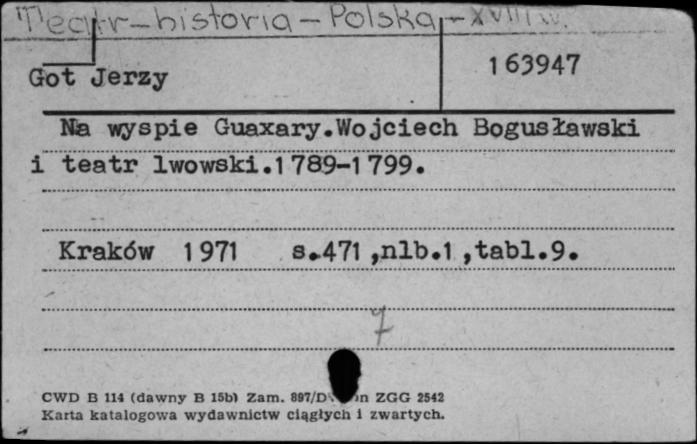 Teatr-historia - Polska - XVIII w.
Got Jerzy
163947
Na wyspie Guaxary.Wojciech Bogusławski
i teatr lwowski.1789-1799.
Kraków 1971 s.471,nlb.1,tabl.9.
7
CWD B 114 (dawny B 15b) Zam. 897/D ZGG 2542
Karta katalogowa wydawnictw ciągłych i zwartych.